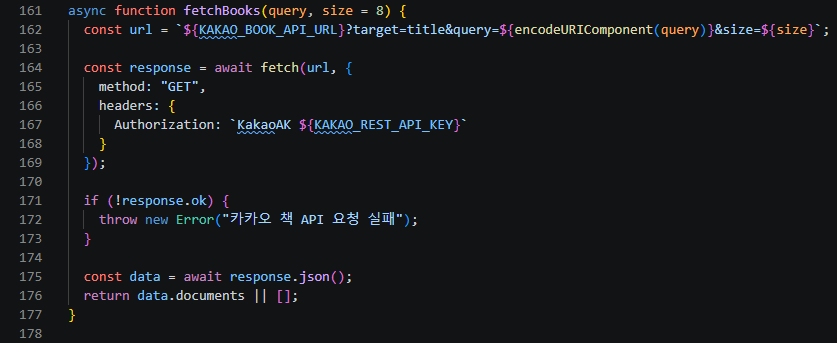 161 async function fetchBooks(query, size = 8) {
162   const url = `${KAKAO_BOOK_API_URL}?target=title&query=${encodeURIComponent(query)}&size=${size}`;
163
164   const response = await fetch(url, {
165     method: "GET",
166     headers: {
167       Authorization: `KakaoAK ${KAKAO_REST_API_KEY}`
168     }
169   });
170
171   if (!response.ok) {
172     throw new Error("카카오 책 API 요청 실패");
173   }
174
175   const data = await response.json();
176   return data.documents || [];
177 }
178